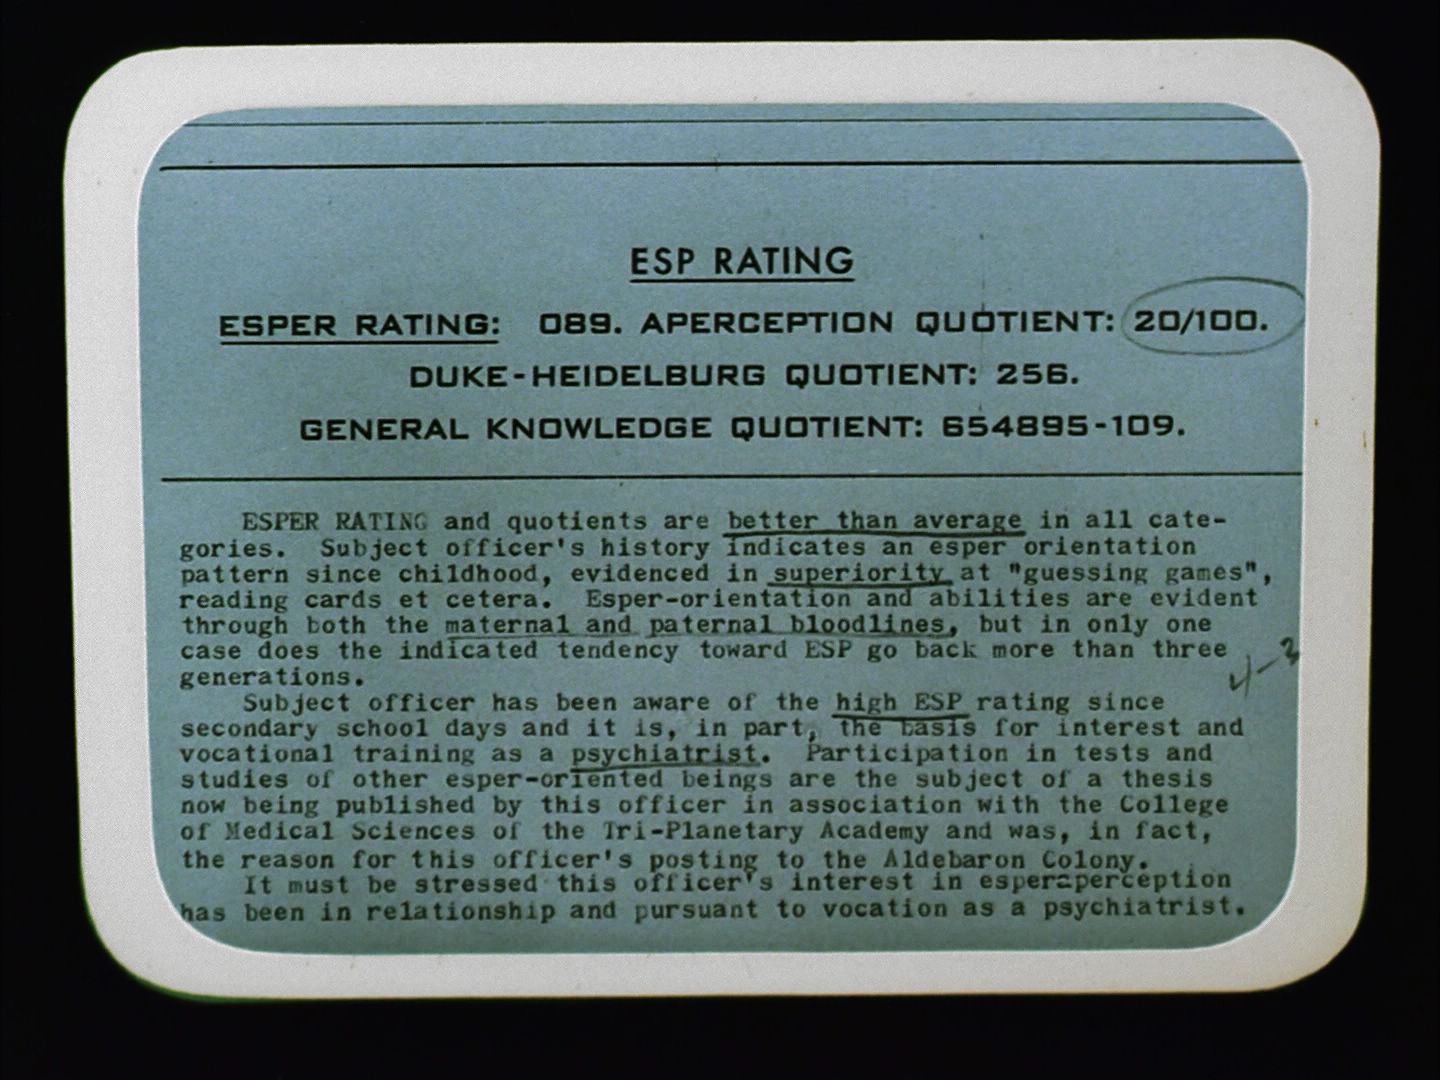 ESP RATING
ESPER RATING: 089. APERCEPTION QUOTIENT: 20/100.
DUKE-HEIDELBURG QUOTIENT: 256.
GENERAL KNOWLEDGE QUOTIENT: 654895-109.
ESPER RATING and quotients are better than average in all cate-
gories. Subject officer's history indicates an esper orientation
pattern since childhood, evidenced in superiority at "guessing games",
reading cards et cetera. Esper-orientation and abilities are evident
through both the maternal and paternal bloodlines, but in only one
case does the indicated tendency toward ESP go back more than three
generations.
4-3
Subject officer has been aware of the high ESP rating since
secondary school days and it is, in part, the basis for interest and
vocational training as a psychiatrist. Participation in tests and
studies of other esper-oriented beings are the subject of a thesis
now being published by this officer in association with the College
of Medical Sciences of the Tri-Planetary Academy and was, in fact,
the reason for this officer's posting to the Aldebaron Colony.
It must be stressed this officer's interest in esper-perception
has been in relationship and pursuant to vocation as a psychiatrist.